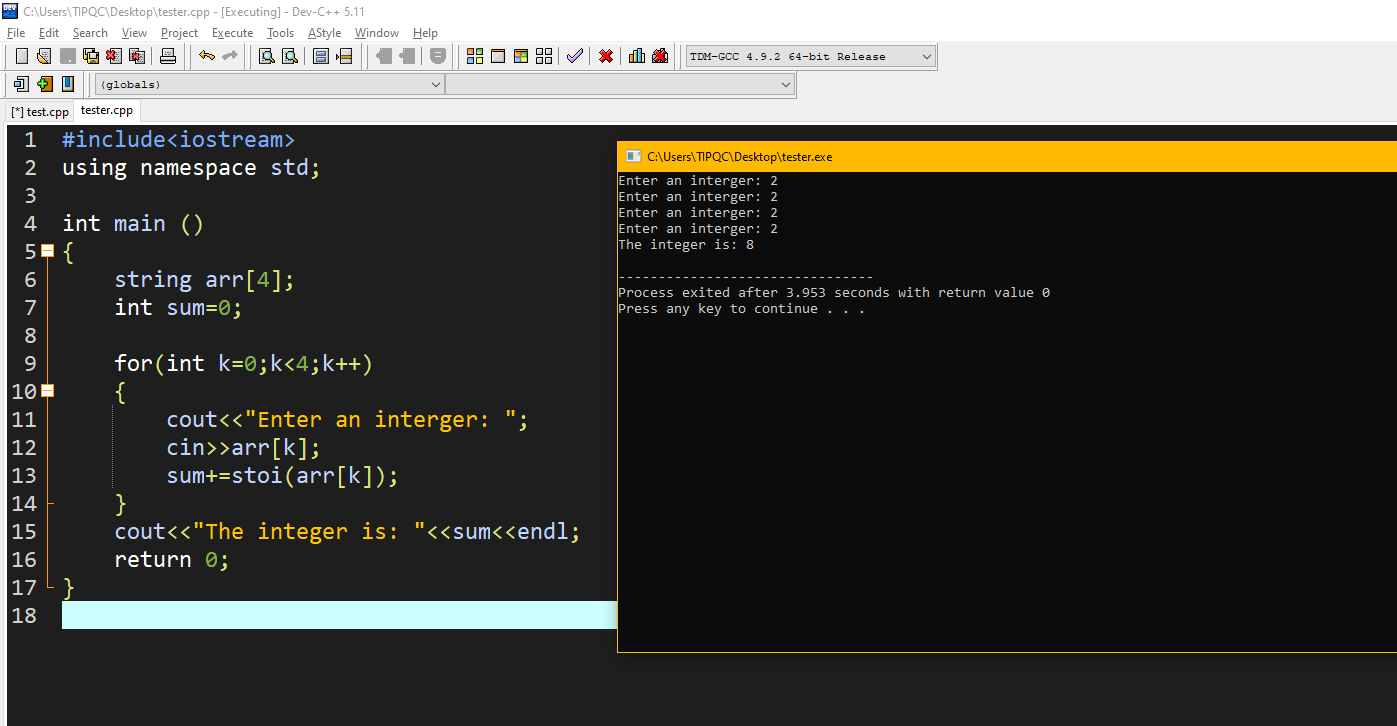 C:\Users\TIPQC\Desktop\tester.cpp - [Executing] - Dev-C++ 5.11
File Edit Search View Project Execute Tools AStyle Window Help
TDM-GCC 4.9.2 64-bit Release
(globals)
[*] test.cpp tester.cpp
1 #include<iostream>
2 using namespace std;
3
4 int main ()
5 {
6 string arr[4];
7 int sum=0;
8
9 for(int k=0;k<4;k++)
10 {
11 cout<<"Enter an interger: ";
12 cin>>arr[k];
13 sum+=stoi(arr[k]);
14 }
15 cout<<"The integer is: "<<sum<<endl;
16 return 0;
17 }
18
C:\Users\TIPQC\Desktop\tester.exe
Enter an interger: 2
Enter an interger: 2
Enter an interger: 2
Enter an interger: 2
The integer is: 8
--------------------------------
Process exited after 3.953 seconds with return value 0
Press any key to continue . . .